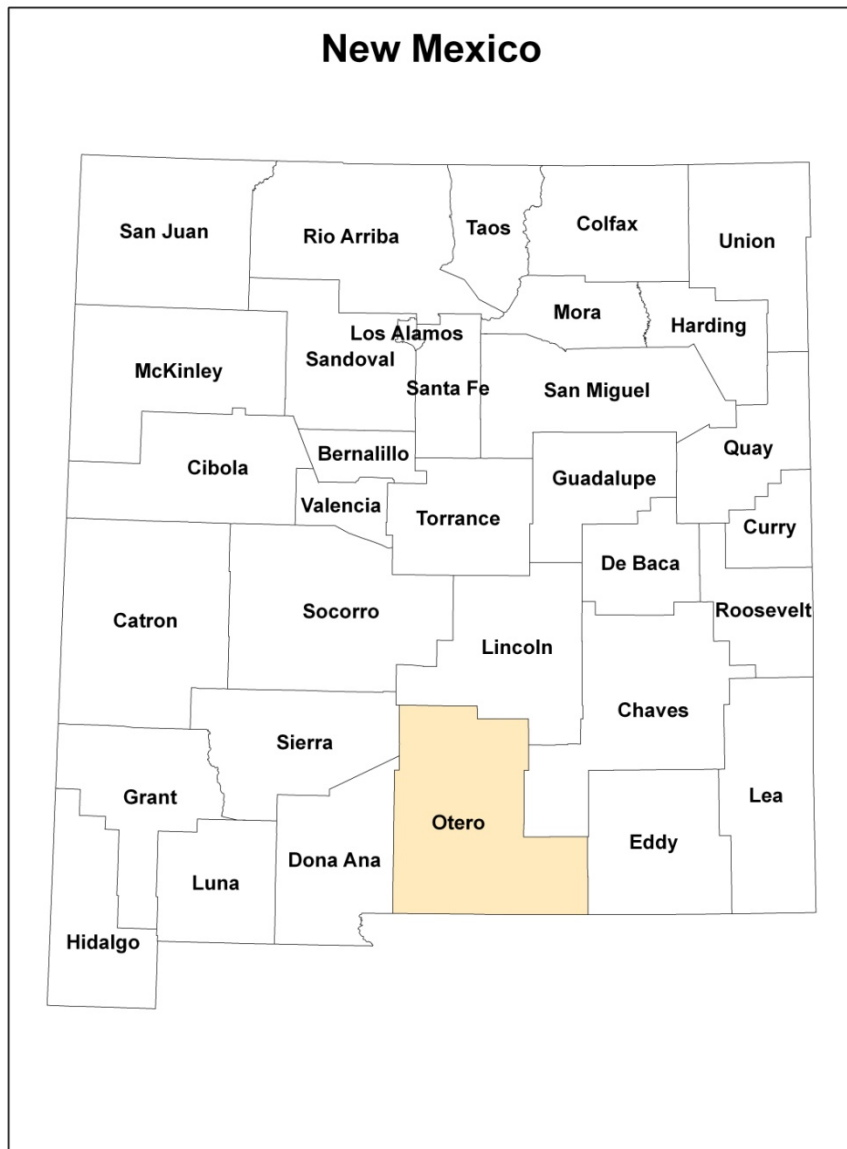 New Mexico
San Juan
Rio Arriba
Taos
Colfax
Union
Mora
Harding
Los Alamos
Sandoval
McKinley
Santa Fe
San Miguel
Quay
Bernalillo
Cibola
Guadalupe
Valencia
Torrance
Curry
De Baca
Roosevelt
Socorro
Catron
Lincoln
Chaves
Sierra
Grant
Lea
Otero
Eddy
Dona Ana
Luna
Hidalgo